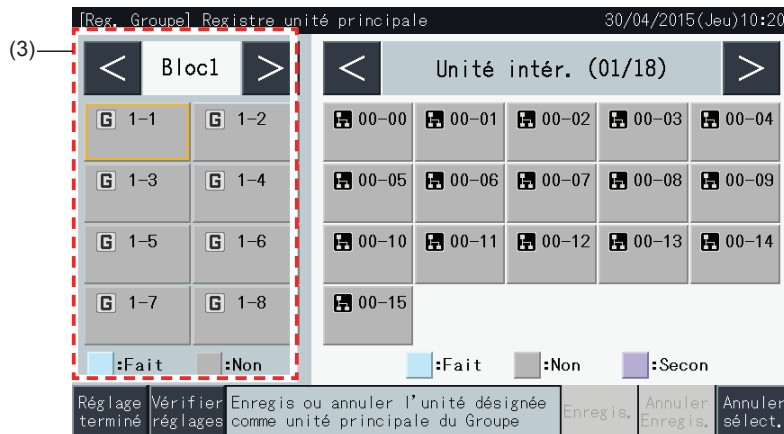 [Reg. Groupe] Registre unité principale 30/04/2015(Jeu)10:20
(3)
< Bloc1 >
< Unité intér. (01/18) >
G 1-1 G 1-2
00-00 00-01 00-02 00-03 00-04
G 1-3 G 1-4
00-05 00-06 00-07 00-08 00-09
G 1-5 G 1-6
00-10 00-11 00-12 00-13 00-14
G 1-7 G 1-8
00-15
:Fait :Non
:Fait :Non :Secon
Réglage terminé
Vérifier réglages
Enregis ou annuler l'unité désignée
comme unité principale du Groupe
Enregis.
Annuler
Enregis.
Annuler
sélect.